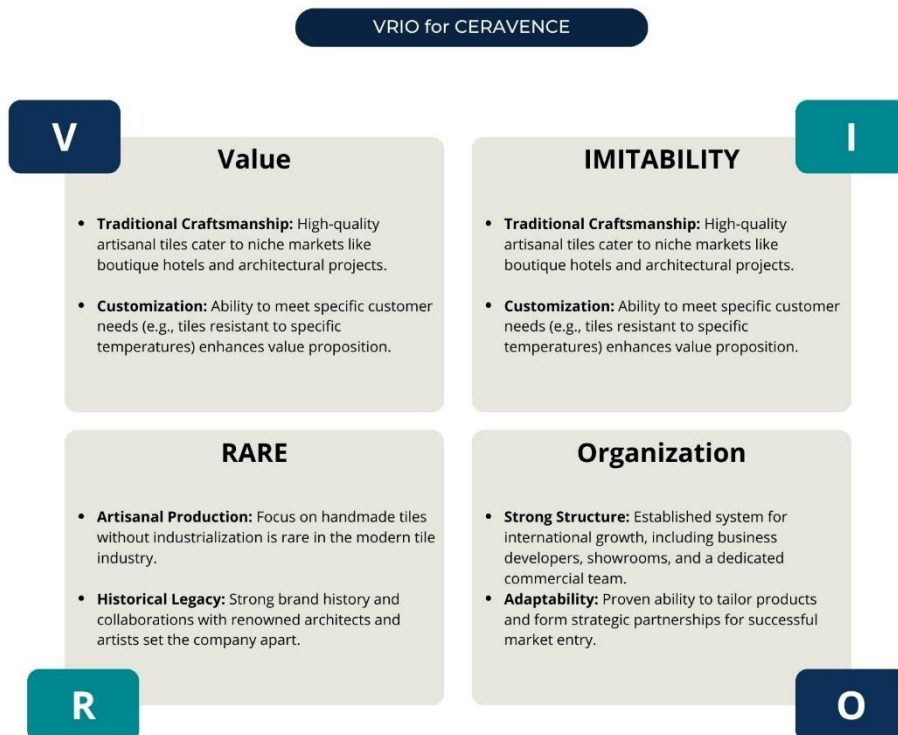 VRIO for CERAVENCE
V
Value
• Traditional Craftsmanship: High-quality
artisanal tiles cater to niche markets like
boutique hotels and architectural projects.
• Customization: Ability to meet specific customer
needs (e.g., tiles resistant to specific
temperatures) enhances value proposition.
I
IMITABILITY
• Traditional Craftsmanship: High-quality
artisanal tiles cater to niche markets like
boutique hotels and architectural projects.
• Customization: Ability to meet specific customer
needs (e.g., tiles resistant to specific
temperatures) enhances value proposition.
RARE
• Artisanal Production: Focus on handmade tiles
without industrialization is rare in the modern tile
industry.
• Historical Legacy: Strong brand history and
collaborations with renowned architects and
artists set the company apart.
R
Organization
• Strong Structure: Established system for
international growth, including business
developers, showrooms, and a dedicated
commercial team.
• Adaptability: Proven ability to tailor products
and form strategic partnerships for successful
market entry.
O